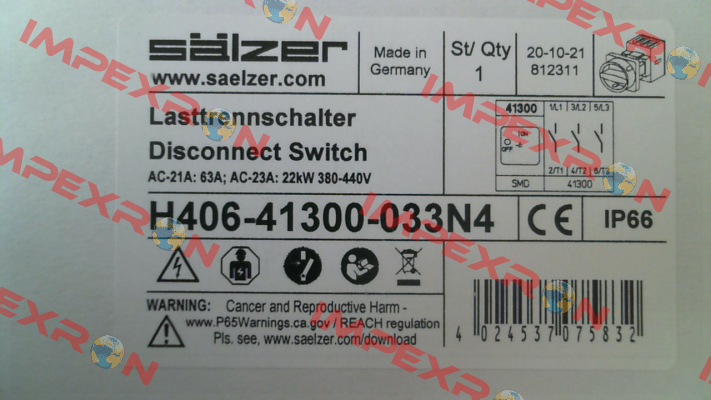 sälzer
www.saelzer.com
Made in
Germany
St/ Qty
1
20-10-21
812311
Lasttrennschalter
Disconnect Switch
AC-21A: 63A; AC-23A: 22kW 380-440V
41300 1/L1 3/L2 5/L3
ON
OFF
2/T1 4/T2 6/T3
SMD 41300
H406-41300-033N4
CE
IP66
WARNING: Cancer and Reproductive Harm -
www.P65Warnings.ca.gov / REACH regulation
Pls. see, www.saelzer.com/download
4 024537 075832
IMPEXRON
IMPEXRON
IMPEXRON
IMPEXRON
IMPEXRON
IMPEXRON